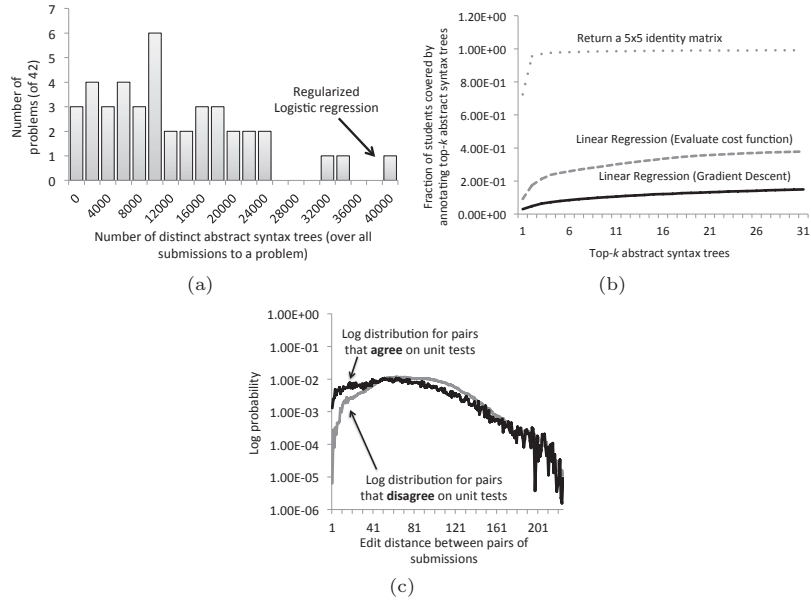 Number of
problems (of 42)
7
6
5
4
3
2
1
0
Regularized
Logistic regression
0
4000
8000
12000
16000
20000
24000
28000
32000
36000
40000
Number of distinct abstract syntax trees (over all
submissions to a problem)
(a)
Fraction of students covered by
annotating top-k abstract syntax trees
1.20E+00
1.00E+00
8.00E-01
6.00E-01
4.00E-01
2.00E-01
0.00E+00
Return a 5x5 identity matrix
Linear Regression (Evaluate cost function)
Linear Regression (Gradient Descent)
1 6 11 16 21 26 31
Top-k abstract syntax trees
(b)
Log probability
1.00E+00
1.00E-01
1.00E-02
1.00E-03
1.00E-04
1.00E-05
1.00E-06
Log distribution for pairs
that agree on unit tests
Log distribution for pairs
that disagree on unit tests
1 41 81 121 161 201
Edit distance between pairs of
submissions
(c)